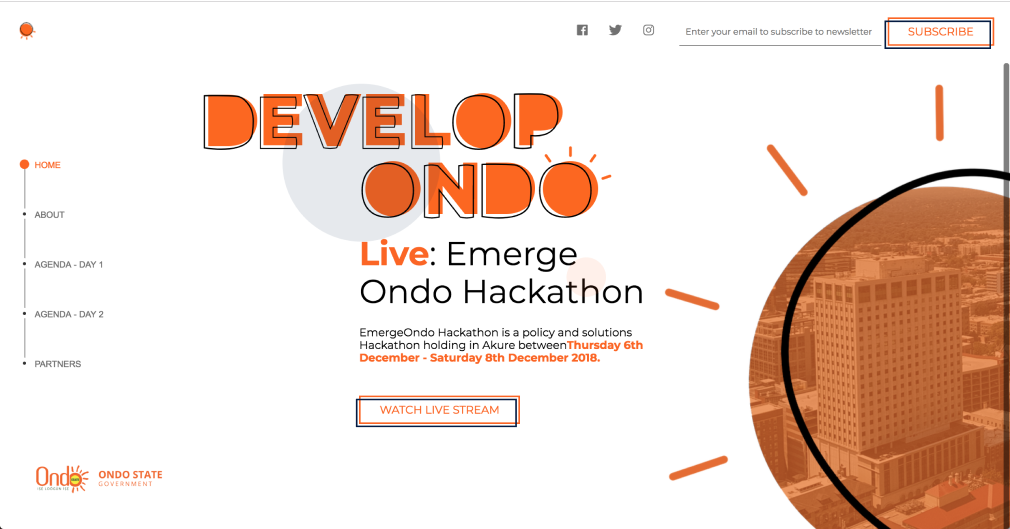 Enter your email to subscribe to newsletter
SUBSCRIBE
DEVELOP
ONDO
HOME
ABOUT
AGENDA - DAY 1
AGENDA - DAY 2
PARTNERS
Live: Emerge
Ondo Hackathon
EmergeOndo Hackathon is a policy and solutions
Hackathon holding in Akure betweenThursday 6th
December - Saturday 8th December 2018.
WATCH LIVE STREAM
Ondo
ONDO STATE
GOVERNMENT